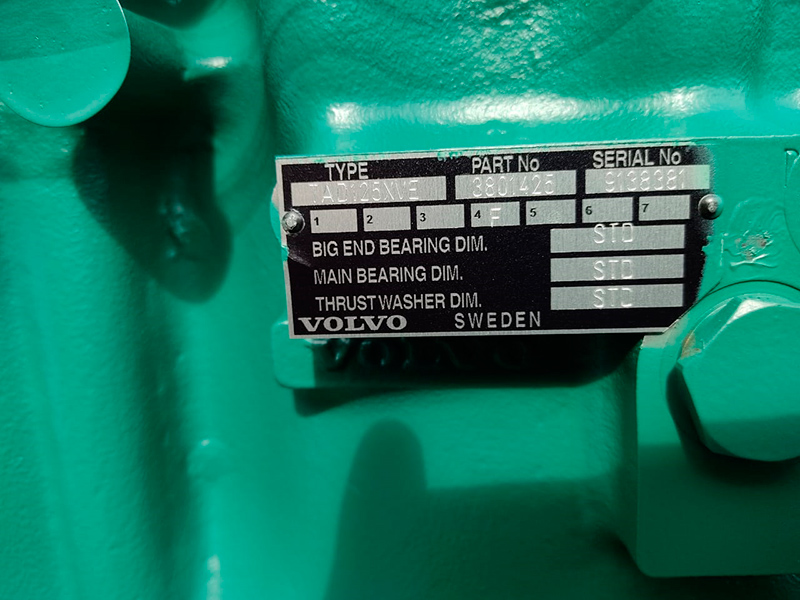 TYPE PART No SERIAL No
TAD125XVE 3801425 9138381
1 2 3 4 F 5 6 7
BIG END BEARING DIM. STD
MAIN BEARING DIM. STD
THRUST WASHER DIM. STD
VOLVO SWEDEN